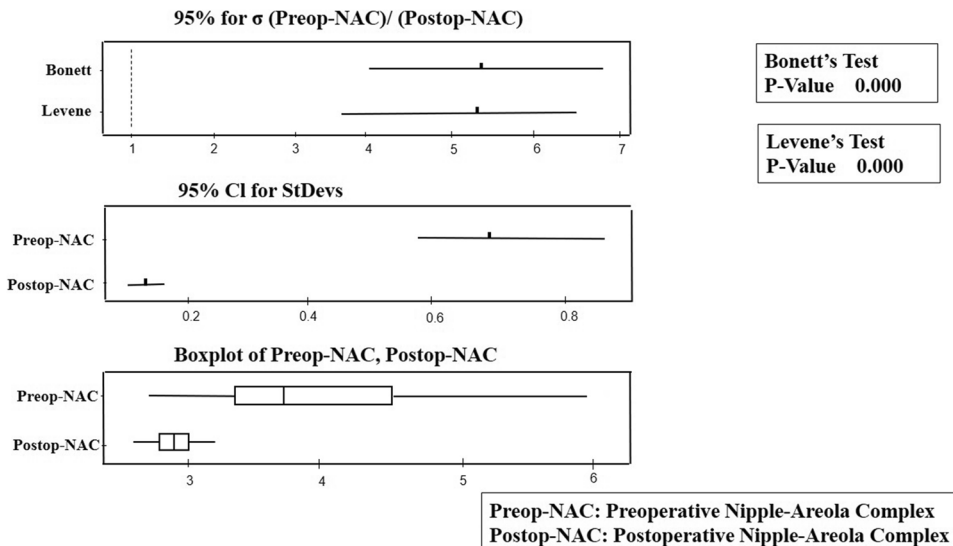 95% for σ (Preop-NAC)/ (Postop-NAC)
Bonett
Levene
1 2 3 4 5 6 7
Bonett's Test
P-Value 0.000
Levene's Test
P-Value 0.000
95% Cl for StDevs
Preop-NAC
Postop-NAC
0.2 0.4 0.6 0.8
Boxplot of Preop-NAC, Postop-NAC
Preop-NAC
Postop-NAC
3 4 5 6
Preop-NAC: Preoperative Nipple-Areola Complex
Postop-NAC: Postoperative Nipple-Areola Complex